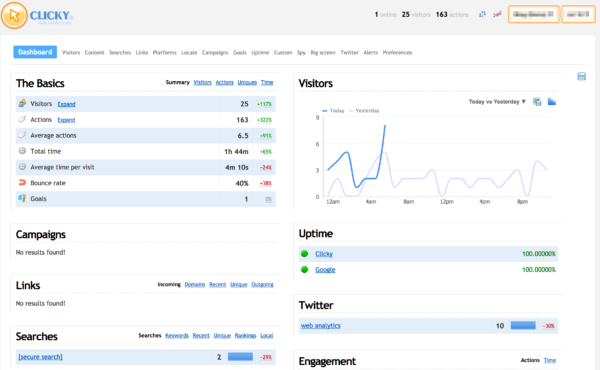 CLICKY
1 online 25 visitors 163 actions
Dashboard Visitors Content Searches Links Platforms Locale Campaigns Goals Uptime Custom Spy Big screen Twitter Alerts Preferences
The Basics
Summary Visitors Actions Uniques Time
Visitors Expand 25 +117%
Actions Expand 163 +322%
Average actions 6.5 +91%
Total time 1h 44m +65%
Average time per visit 4m 10s -24%
Bounce rate 40% -38%
Goals 1 0%
Campaigns
No results found!
Links
Incoming Domains Recent Unique Outgoing
No results found!
Searches
Searches Keywords Recent Unique Rankings Local
[secure search] 2 -29%
Visitors
Today vs Yesterday ▼
Today Yesterday
9
6
3
0
12am 4am 8am 12pm 4pm 8pm
Uptime
Clicky 100.00000%
Google 100.00000%
Twitter
web analytics 10 -30%
Engagement
Actions Time